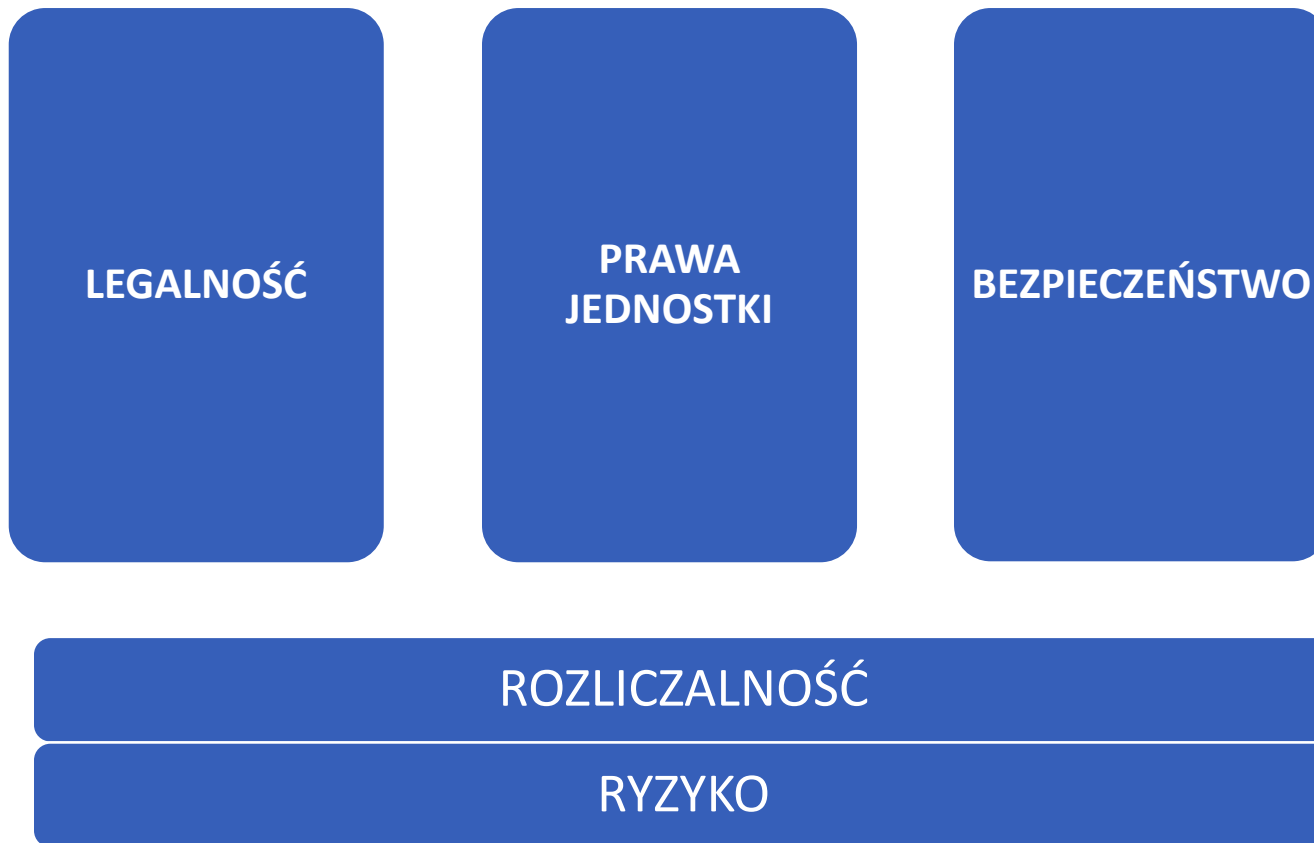 LEGALNOŚĆ
PRAWA
JEDNOSTKI
BEZPIECZEŃSTWO
ROZLICZALNOŚĆ
RYZYKO